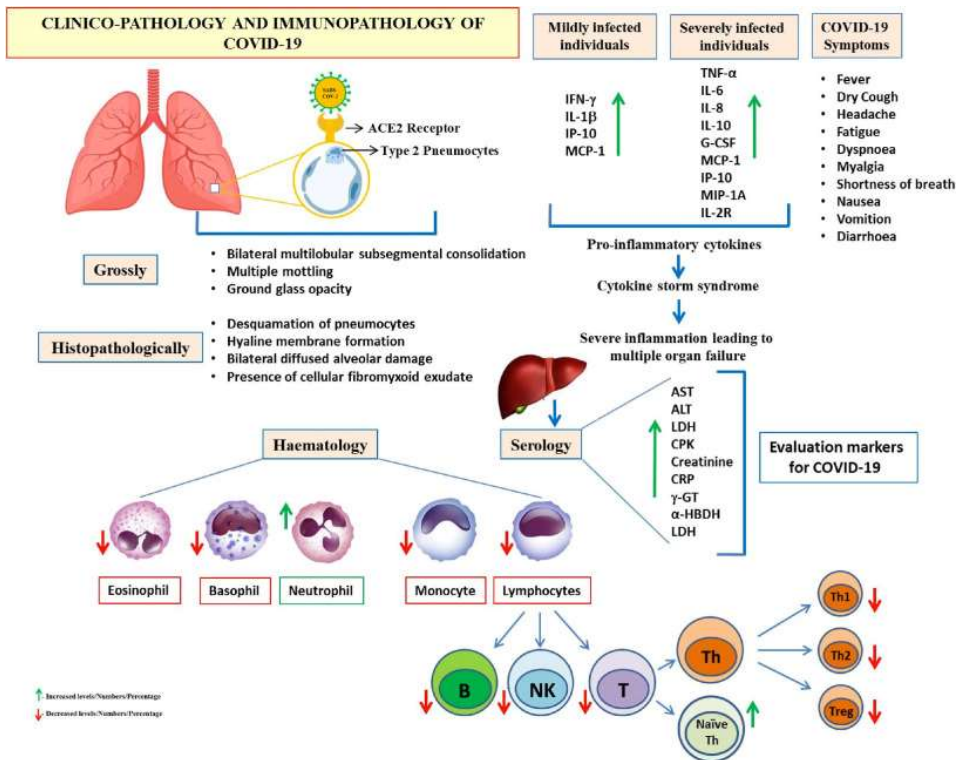 CLINICO-PATHOLOGY AND IMMUNOPATHOLOGY OF
COVID-19
Mildly infected
individuals
Severely infected
individuals
COVID-19
Symptoms
SARS
COV-2
ACE2 Receptor
Type 2 Pneumocytes
IFN-γ
IL-1β
IP-10
MCP-1
TNF-α
IL-6
IL-8
IL-10
G-CSF
MCP-1
IP-10
MIP-1A
IL-2R
• Fever
• Dry Cough
• Headache
• Fatigue
• Dyspnoea
• Myalgia
• Shortness of breath
• Nausea
• Vomition
• Diarrhoea
Grossly
• Bilateral multilobular subsegmental consolidation
• Multiple mottling
• Ground glass opacity
Histopathologically
• Desquamation of pneumocytes
• Hyaline membrane formation
• Bilateral diffused alveolar damage
• Presence of cellular fibromyxoid exudate
Pro-inflammatory cytokines
Cytokine storm syndrome
Severe inflammation leading to
multiple organ failure
Haematology
Serology
AST
ALT
LDH
CPK
Creatinine
CRP
γ-GT
α-HBDH
LDH
Evaluation markers
for COVID-19
Eosinophil
Basophil
Neutrophil
Monocyte
Lymphocytes
B
NK
T
Th
Naïve
Th
Th1
Th2
Treg
Increased levels/Numbers/Percentage
Decreased levels/Numbers/Percentage